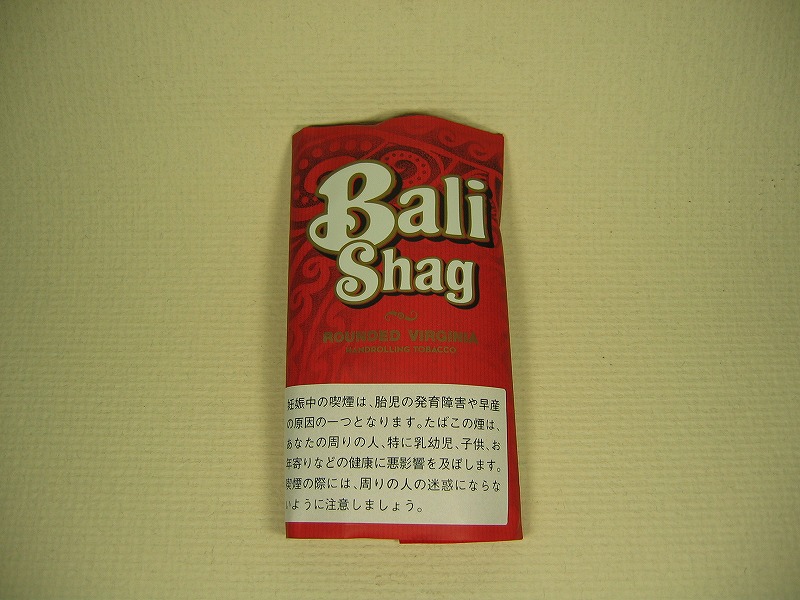 Bali
Shag
ROUNDED VIRGINIA
HANDROLLING TOBACCO
妊娠中の喫煙は、胎児の発育障害や早産
の原因の一つとなります。たばこの煙は、
あなたの周りの人、特に乳幼児、子供、お
年寄りなどの健康に悪影響を及ぼします。
喫煙の際には、周りの人の迷惑にならな
いように注意しましょう。